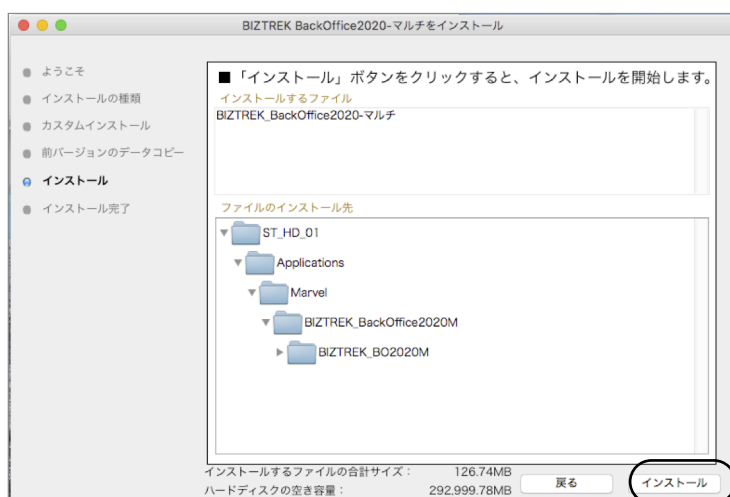 BIZTREK BackOffice2020-マルチをインストール
ようこそ
インストールの種類
カスタムインストール
前バージョンのデータコピー
インストール
インストール完了
■「インストール」ボタンをクリックすると、インストールを開始します。
インストールするファイル
BIZTREK_BackOffice2020-マルチ
ファイルのインストール先
ST_HD_01
Applications
Marvel
BIZTREK_BackOffice2020M
BIZTREK_BO2020M
インストールするファイルの合計サイズ： 126.74MB
ハードディスクの空き容量： 292,999.78MB
戻る
インストール